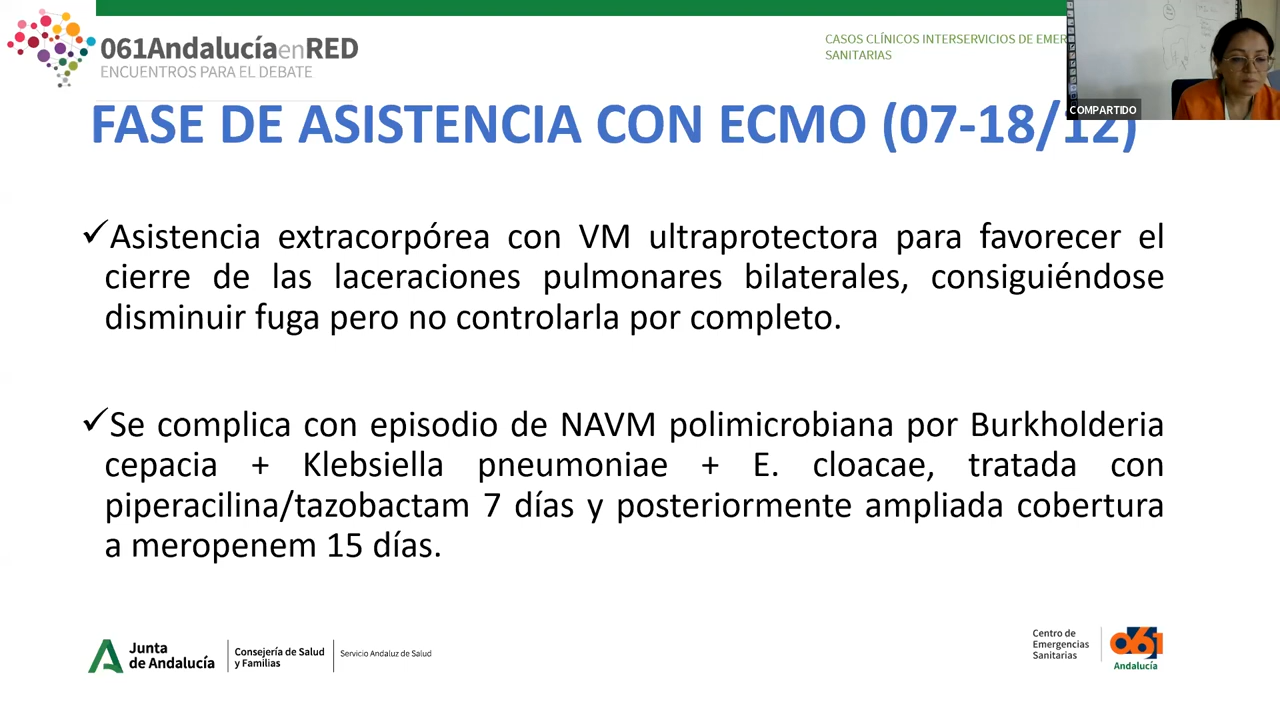 061AndalucíaenRED
ENCUENTROS PARA EL DEBATE
CASOS CLÍNICOS INTERSERVICIOS DE
SANITARIAS
COMPARTIDO
FASE DE ASISTENCIA CON ECMO (07-18/12)
✓Asistencia extracorpórea con VM ultraprotectora para favorecer el
cierre de las laceraciones pulmonares bilaterales, consiguiéndose
disminuir fuga pero no controlarla por completo.
✓Se complica con episodio de NAVM polimicrobiana por Burkholderia
cepacia + Klebsiella pneumoniae + E. cloacae, tratada con
piperacilina/tazobactam 7 días y posteriormente ampliada cobertura
a meropenem 15 días.
Junta
de Andalucía
Consejería de Salud
y Familias
Servicio Andaluz de Salud
Centro de
Emergencias
Sanitarias
061
Andalucía